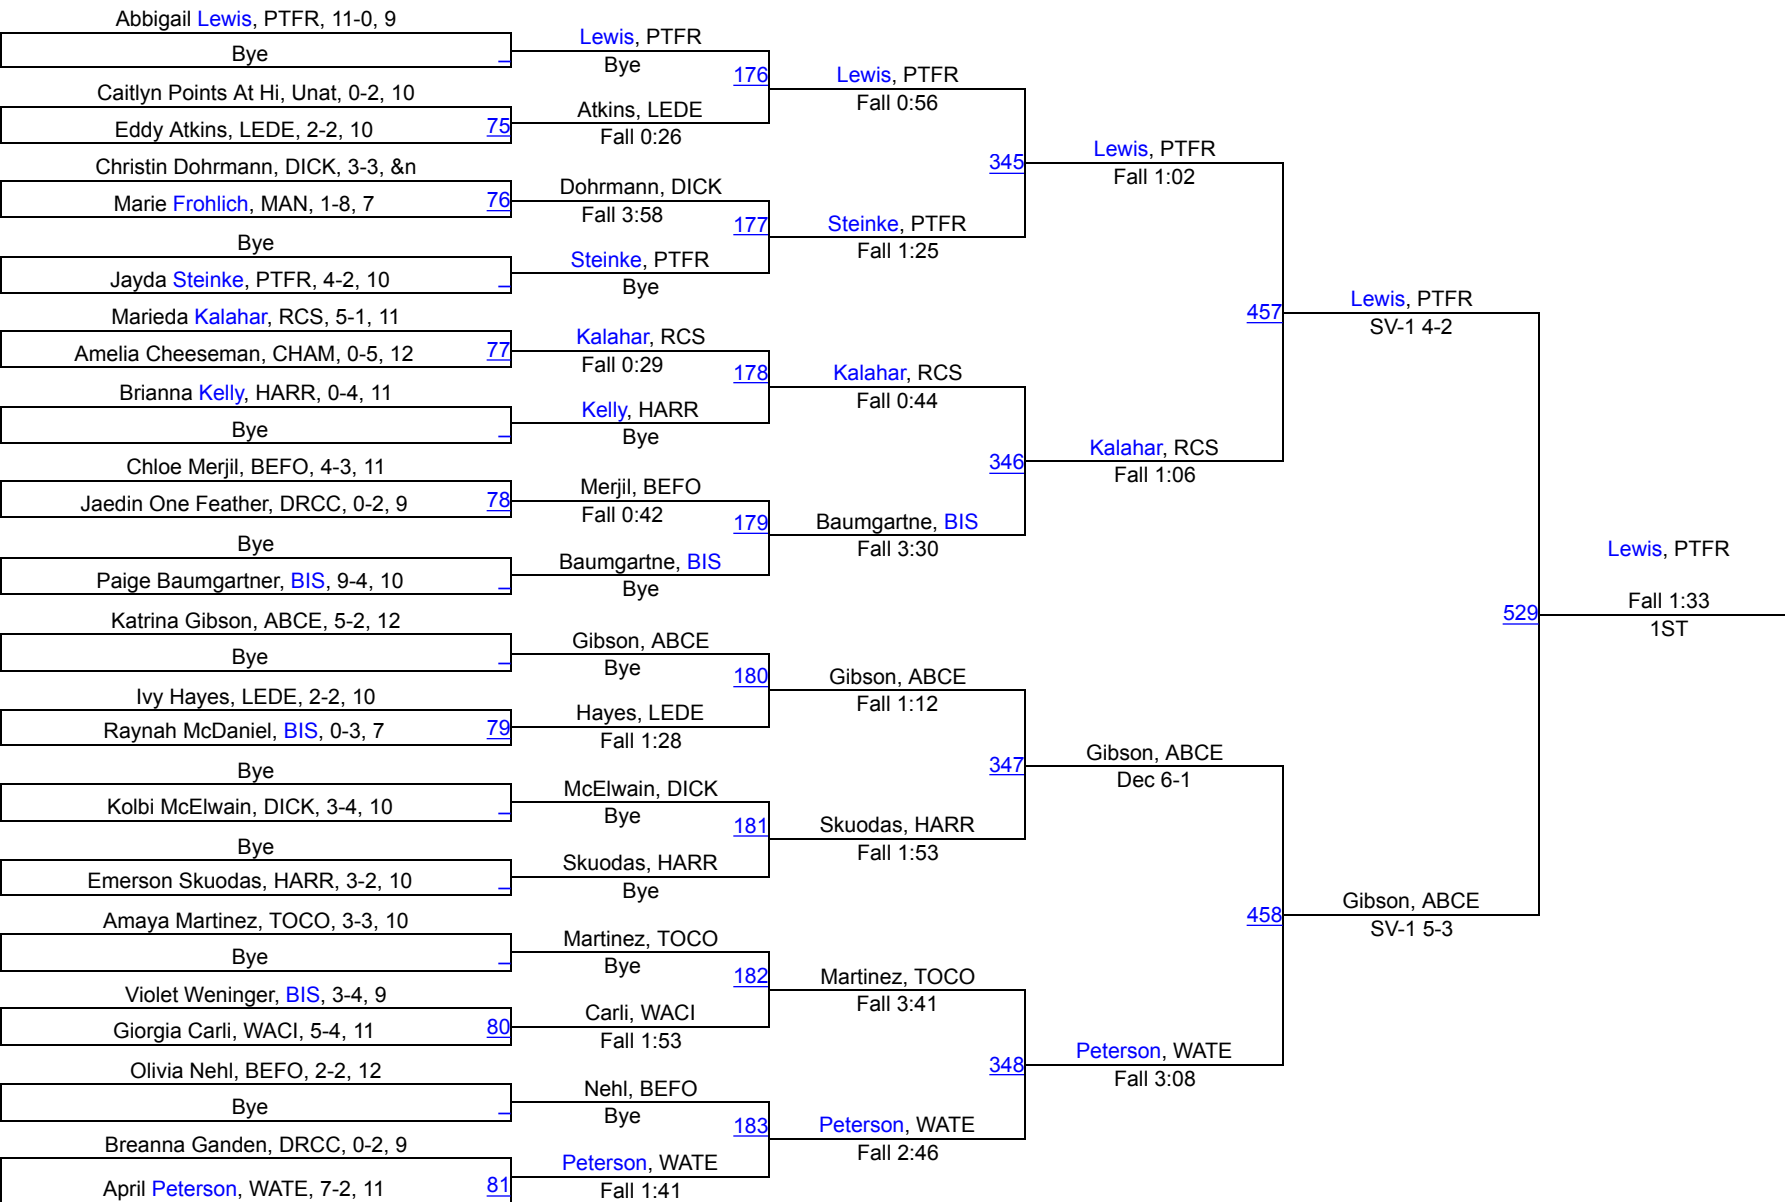 Abbigail Lewis, PTFR, 11-0, 9
Bye
Caitlyn Points At Hi, Unat, 0-2, 10
Eddy Atkins, LEDE, 2-2, 10
75
Christin Dohrmann, DICK, 3-3, &n
Marie Frohlich, MAN, 1-8, 7
76
Bye
Jayda Steinke, PTFR, 4-2, 10
Marieda Kalahar, RCS, 5-1, 11
Amelia Cheeseman, CHAM, 0-5, 12
77
Brianna Kelly, HARR, 0-4, 11
Bye
Chloe Merjil, BEFO, 4-3, 11
Jaedin One Feather, DRCC, 0-2, 9
78
Bye
Paige Baumgartner, BIS, 9-4, 10
Katrina Gibson, ABCE, 5-2, 12
Bye
Ivy Hayes, LEDE, 2-2, 10
Raynah McDaniel, BIS, 0-3, 7
79
Bye
Kolbi McElwain, DICK, 3-4, 10
Bye
Emerson Skuodas, HARR, 3-2, 10
Amaya Martinez, TOCO, 3-3, 10
Bye
Violet Weninger, BIS, 3-4, 9
Giorgia Carli, WACI, 5-4, 11
80
Olivia Nehl, BEFO, 2-2, 12
Bye
Breanna Ganden, DRCC, 0-2, 9
April Peterson, WATE, 7-2, 11
81
Lewis, PTFR
Bye
176
Atkins, LEDE
Fall 0:26
Dohrmann, DICK
Fall 3:58
177
Steinke, PTFR
Bye
Kalahar, RCS
Fall 0:29
178
Kelly, HARR
Bye
Merjil, BEFO
Fall 0:42
179
Baumgartne, BIS
Bye
Gibson, ABCE
Bye
180
Hayes, LEDE
Fall 1:28
McElwain, DICK
Bye
181
Skuodas, HARR
Bye
Martinez, TOCO
Bye
182
Carli, WACI
Fall 1:53
Nehl, BEFO
Bye
183
Peterson, WATE
Fall 1:41
Lewis, PTFR
Fall 0:56
345
Steinke, PTFR
Fall 1:25
Kalahar, RCS
Fall 0:44
346
Baumgartne, BIS
Fall 3:30
Gibson, ABCE
Fall 1:12
347
Skuodas, HARR
Fall 1:53
Martinez, TOCO
Fall 3:41
348
Peterson, WATE
Fall 2:46
Lewis, PTFR
Fall 1:02
457
Kalahar, RCS
Fall 1:06
Gibson, ABCE
Dec 6-1
458
Peterson, WATE
Fall 3:08
Lewis, PTFR
SV-1 4-2
529
Gibson, ABCE
SV-1 5-3
Lewis, PTFR
Fall 1:33
1ST